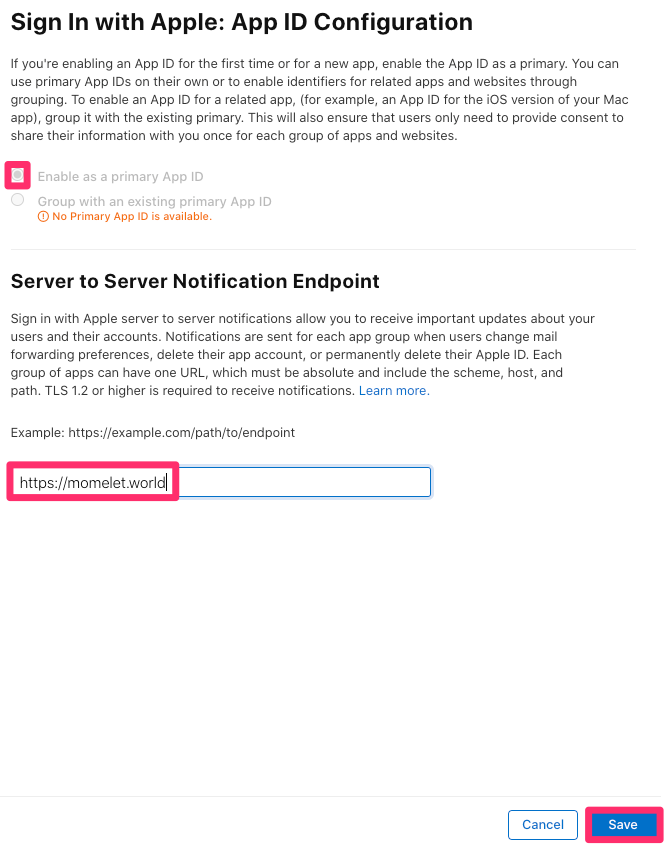 Sign In with Apple: App ID Configuration
If you're enabling an App ID for the first time or for a new app, enable the App ID as a primary. You can
use primary App IDs on their own or to enable identifiers for related apps and websites through
grouping. To enable an App ID for a related app, (for example, an App ID for the iOS version of your Mac
app), group it with the existing primary. This will also ensure that users only need to provide consent to
share their information with you once for each group of apps and websites.
Enable as a primary App ID
Group with an existing primary App ID
No Primary App ID is available.
Server to Server Notification Endpoint
Sign in with Apple server to server notifications allow you to receive important updates about your
users and their accounts. Notifications are sent for each app group when users change mail
forwarding preferences, delete their app account, or permanently delete their Apple ID. Each
group of apps can have one URL, which must be absolute and include the scheme, host, and
path. TLS 1.2 or higher is required to receive notifications. Learn more.
Example: https://example.com/path/to/endpoint
https://momelet.world
Cancel
Save